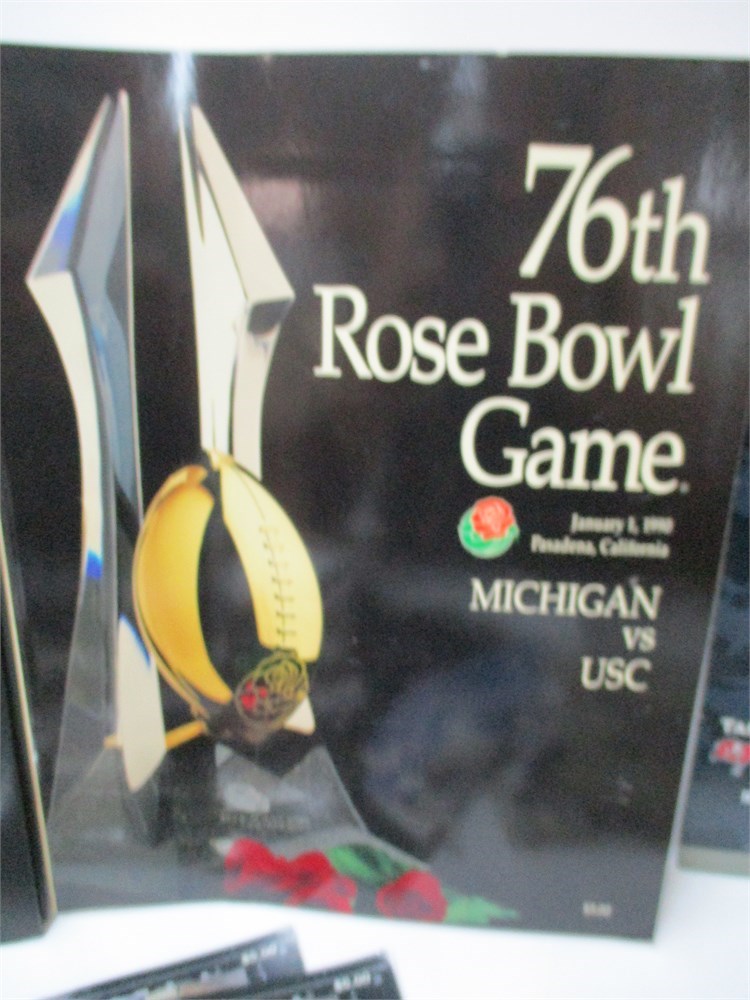 76th
Rose Bowl
Game
January 1, 1990
Pasadena, California
MICHIGAN
VS
USC